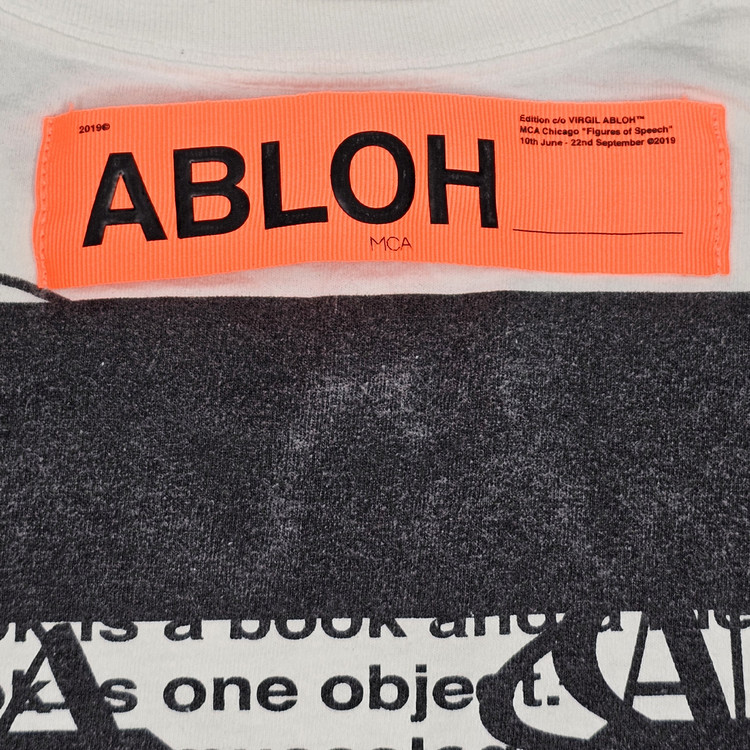 2019©
ABLOH
MCA
Edition c/o VIRGIL ABLOH™
MCA Chicago "Figures of Speech"
10th June - 22nd September ©2019
is a book and a
is one object.